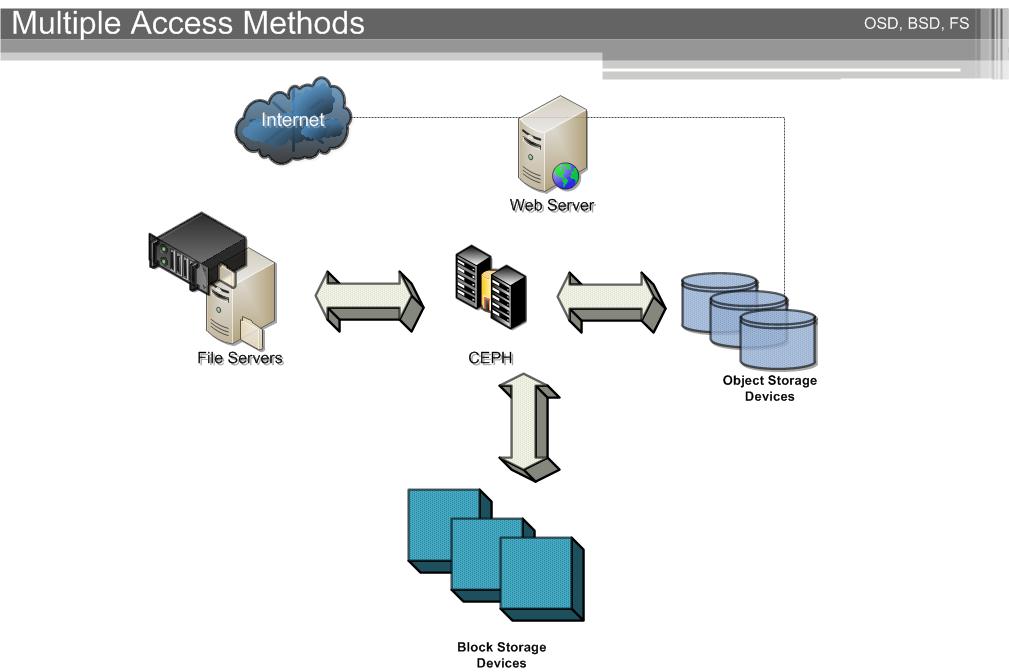 Multiple Access Methods
OSD, BSD, FS
Internet
Web Server
File Servers
CEPH
Object Storage
Devices
Block Storage
Devices